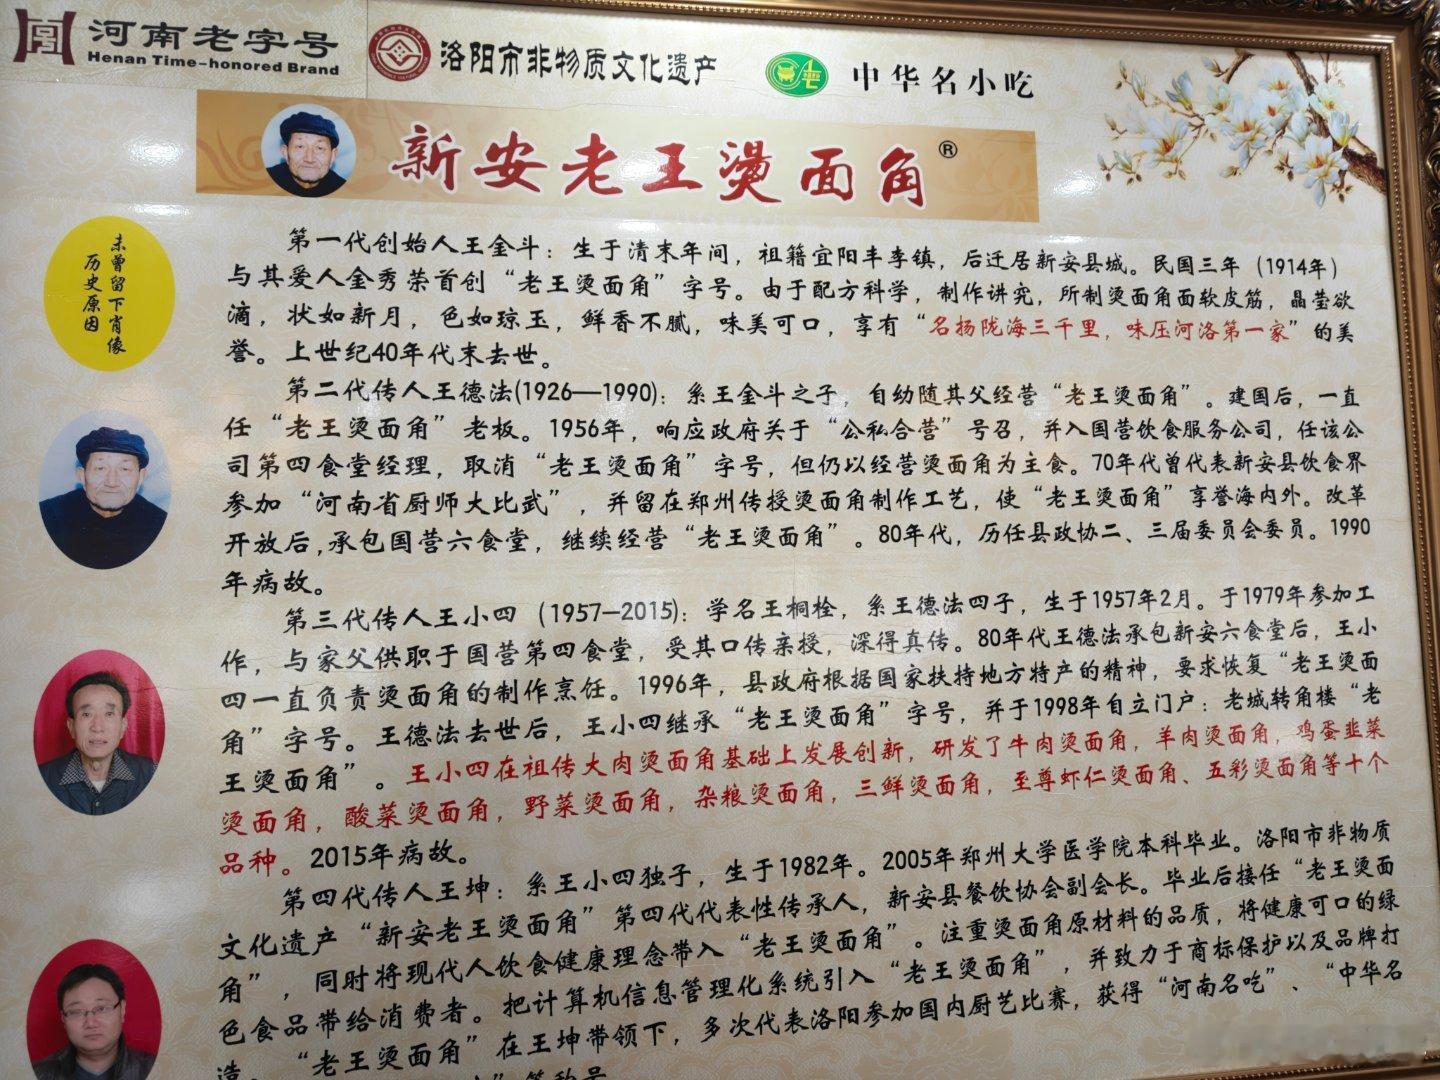 河南老字号
Henan Time-honored Brand
洛阳市非物质文化遗产
中华名小吃
新安老王烫面角®
未曾留下肖像
历史原因
第一代创始人王金斗：生于清末年间，祖籍宜阳丰李镇，后迁居新安县城。民国三年（1914年）
与其爱人金秀荣首创“老王烫面角”字号。由于配方科学，制作讲究，所制烫面角面软皮筋，晶莹欲
滴，状如新月，色如琼玉，鲜香不腻，味美可口，享有“名扬陇海三千里，味压河洛第一家”的美
誉。上世纪40年代末去世。
第二代传人王德法(1926—1990)：系王金斗之子，自幼随其父经营“老王烫面角”。建国后，一直
任“老王烫面角”老板。1956年，响应政府关于“公私合营”号召，并入国营饮食服务公司，任该公
司第四食堂经理，取消“老王烫面角”字号，但仍以经营烫面角为主食。70年代曾代表新安县饮食界
参加“河南省厨师大比武”，并留在郑州传授烫面角制作工艺，使“老王烫面角”享誉海内外。改革
开放后,承包国营六食堂，继续经营“老王烫面角”。80年代，历任县政协二、三届委员会委员。1990
年病故。
第三代传人王小四（1957—2015)：学名王桐栓，系王德法四子，生于1957年2月。于1979年参加工
作，与家父供职于国营第四食堂，受其口传亲授，深得真传。80年代王德法承包新安六食堂后，王小
四一直负责烫面角的制作烹饪。1996年，县政府根据国家扶持地方特产的精神，要求恢复“老王烫面
角”字号。王德法去世后，王小四继承“老王烫面角”字号，并于1998年自立门户：老城转角楼“老
王烫面角”。王小四在祖传大肉烫面角基础上发展创新，研发了牛肉烫面角，羊肉烫面角，鸡蛋韭菜
烫面角，酸菜烫面角，野菜烫面角，杂粮烫面角，三鲜烫面角，至尊虾仁烫面角、五彩烫面角等十个
品种。2015年病故。
第四代传人王坤：系王小四独子，生于1982年。2005年郑州大学医学院本科毕业。洛阳市非物质
文化遗产“新安老王烫面角”第四代代表性传承人，新安县餐饮协会副会长。毕业后接任“老王烫面
角”，同时将现代人饮食健康理念带入“老王烫面角”。注重烫面角原材料的品质，将健康可口的绿
色食品带给消费者。把计算机信息管理化系统引入“老王烫面角”，并致力于商标保护以及品牌打
造。“老王烫面角”在王坤带领下，多次代表洛阳参加国内厨艺比赛，获得“河南名吃”、“中华名